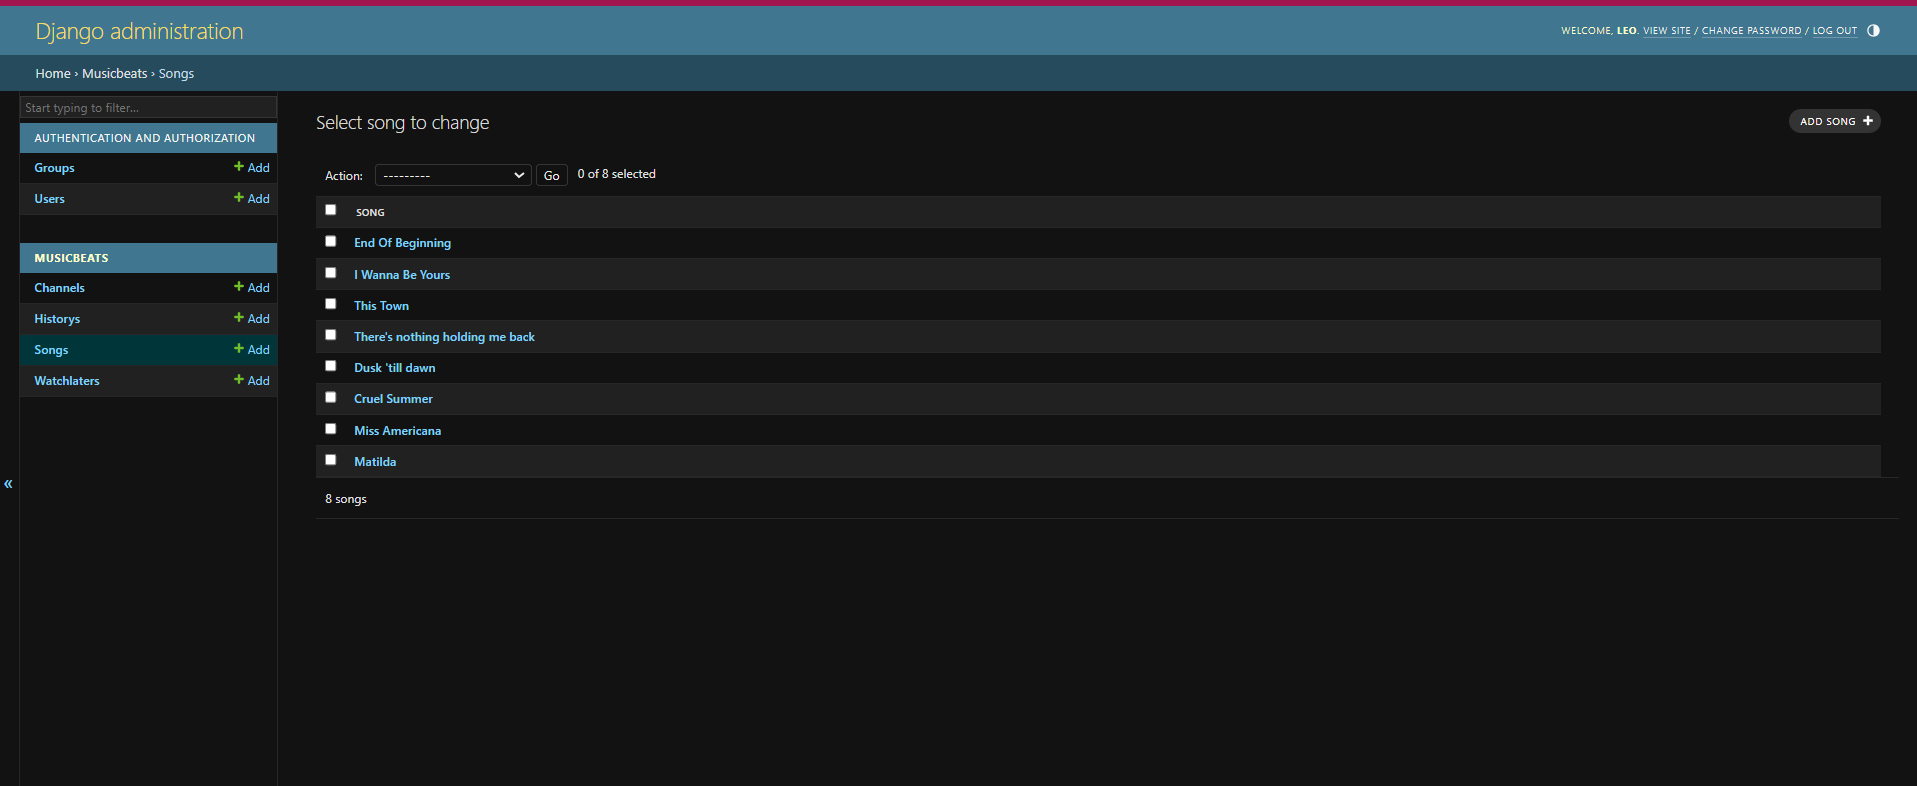 Django administration
WELCOME, LEO. VIEW SITE / CHANGE PASSWORD / LOG OUT
Home › Musicbeats › Songs
Start typing to filter...
AUTHENTICATION AND AUTHORIZATION
Groups + Add
Users + Add
MUSICBEATS
Channels + Add
Historys + Add
Songs + Add
Watchlaters + Add
«
Select song to change
ADD SONG +
Action: --------- Go 0 of 8 selected
SONG
End Of Beginning
I Wanna Be Yours
This Town
There's nothing holding me back
Dusk 'till dawn
Cruel Summer
Miss Americana
Matilda
8 songs